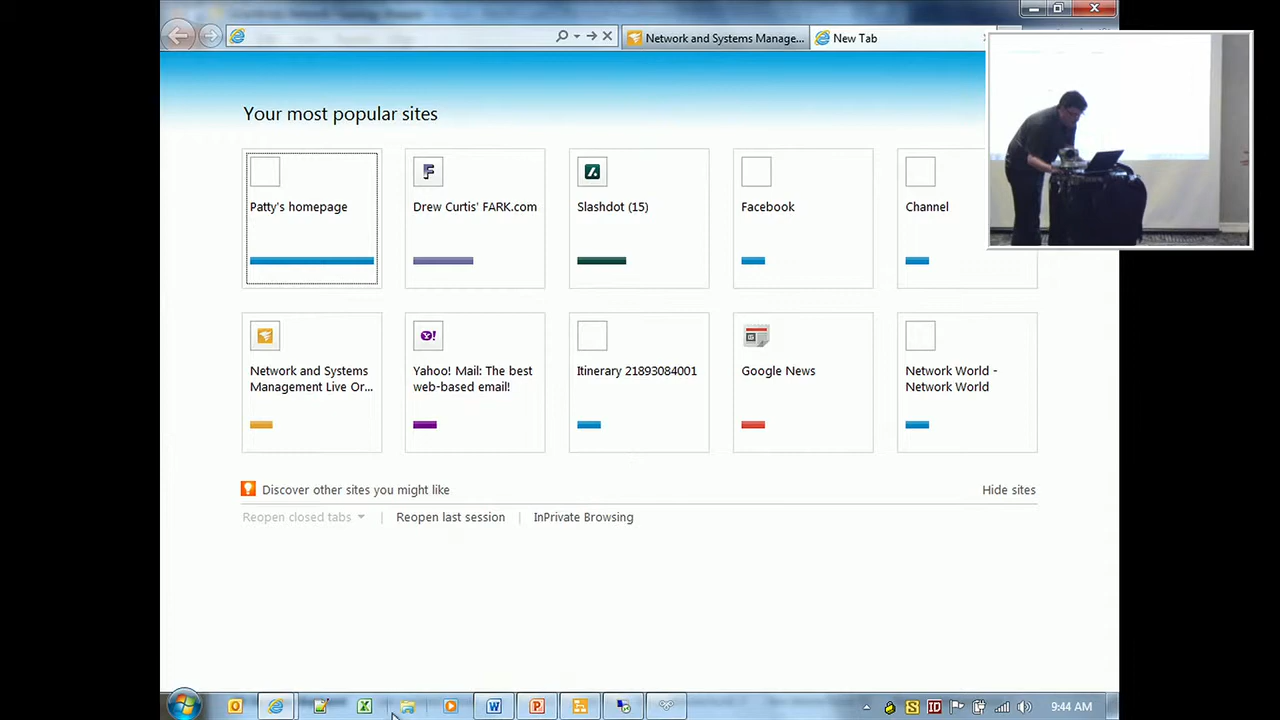 Network and Systems Manage...
New Tab
Your most popular sites
Patty's homepage
Drew Curtis' FARK.com
Slashdot (15)
Facebook
Channel
Network and Systems
Management Live Or...
Yahoo! Mail: The best
web-based email!
Itinerary 21893084001
Google News
Network World -
Network World
Discover other sites you might like
Hide sites
Reopen closed tabs
Reopen last session
InPrivate Browsing
9:44 AM